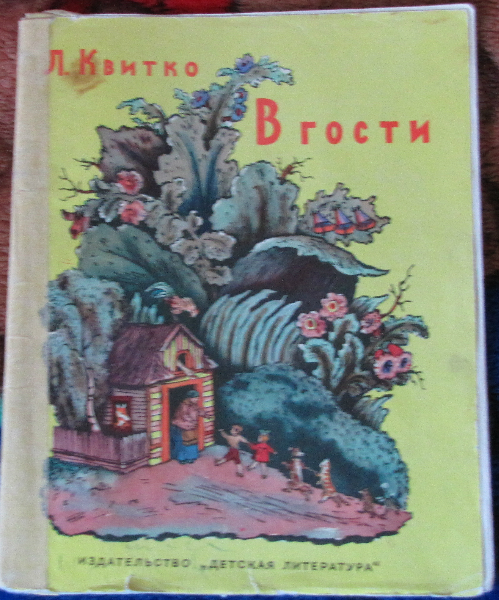 Л. Квитко
В гости
ИЗДАТЕЛЬСТВО „ДЕТСКАЯ ЛИТЕРАТУРА“